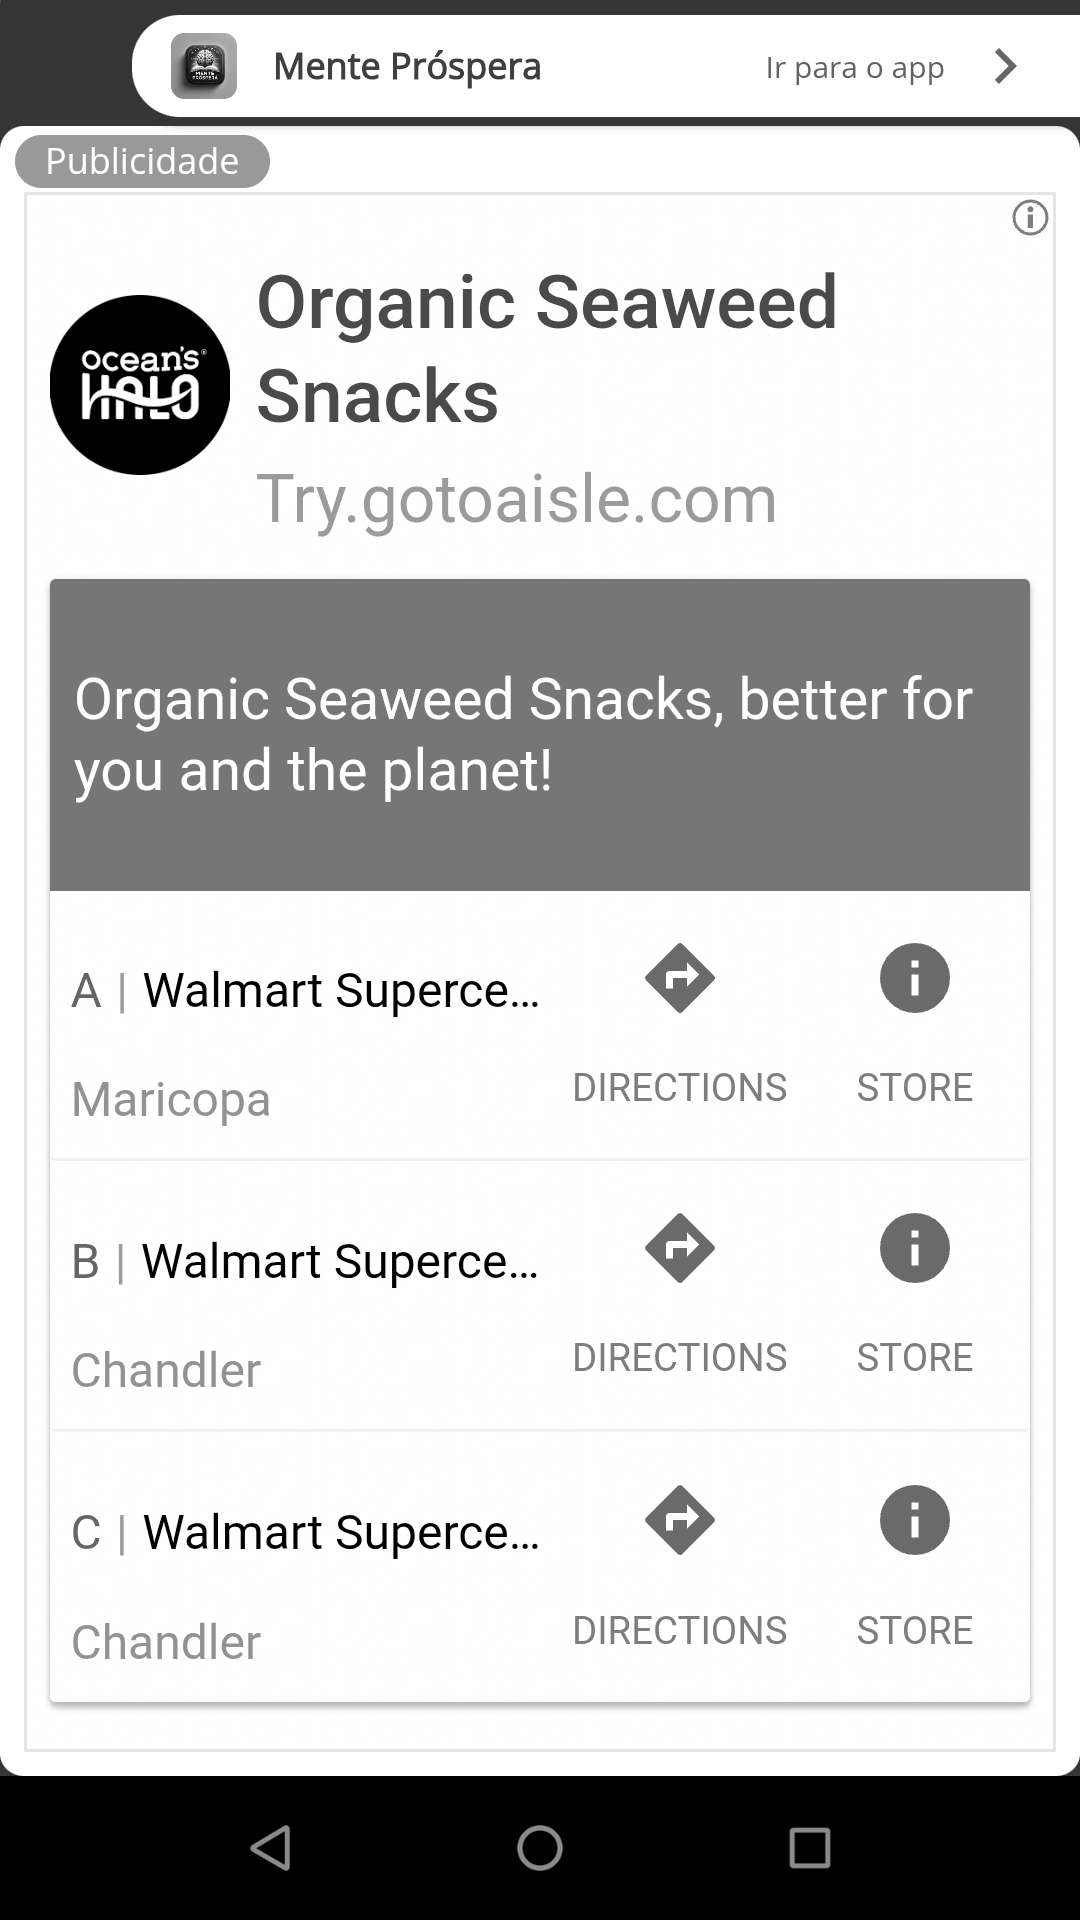 Mente Próspera
Ir para o app
MENTE
PRÓSPERA
Publicidade
Organic Seaweed
Snacks
ocean's®
HALO
Try.gotoaisle.com
Organic Seaweed Snacks, better for
you and the planet!
A | Walmart Superce...
Maricopa
DIRECTIONS
STORE
B | Walmart Superce...
Chandler
DIRECTIONS
STORE
C | Walmart Superce...
Chandler
DIRECTIONS
STORE